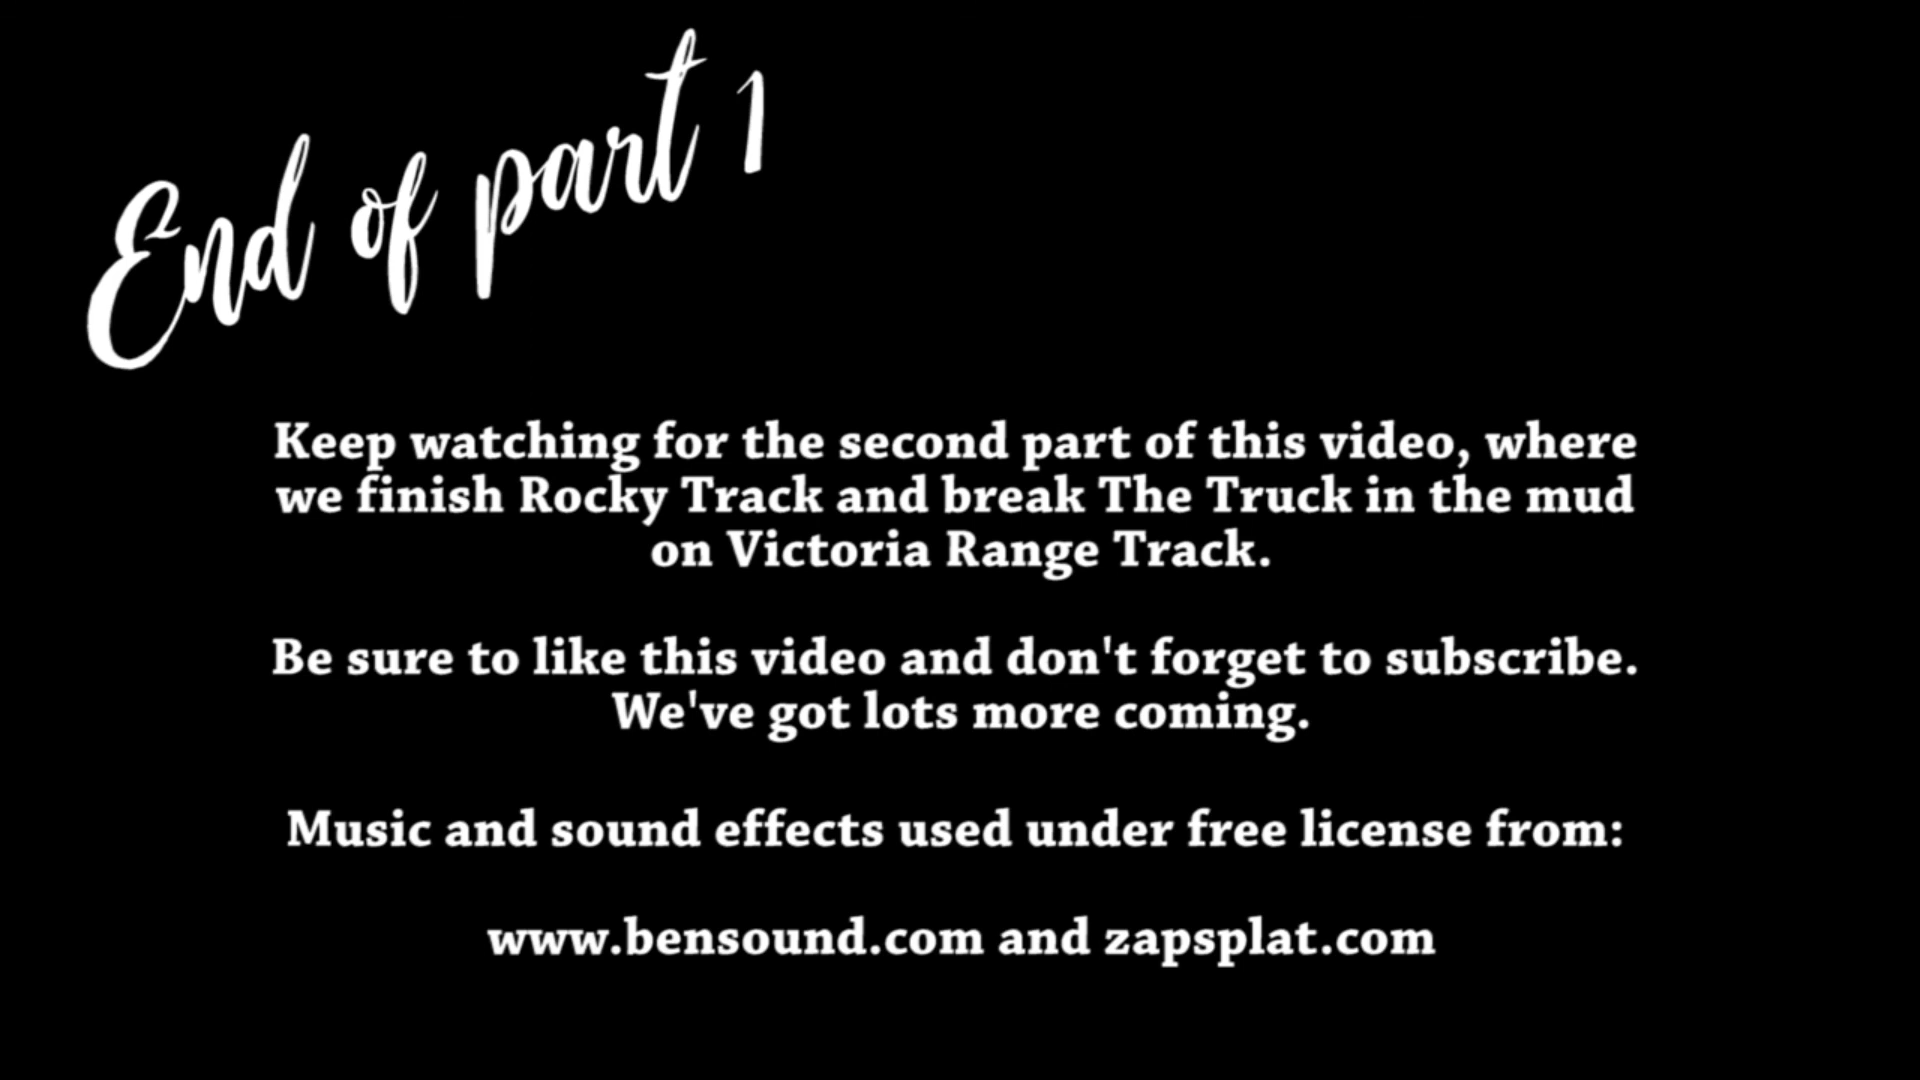 End of part 1
Keep watching for the second part of this video, where
we finish Rocky Track and break The Truck in the mud
on Victoria Range Track.
Be sure to like this video and don't forget to subscribe.
We've got lots more coming.
Music and sound effects used under free license from:
www.bensound.com and zapsplat.com